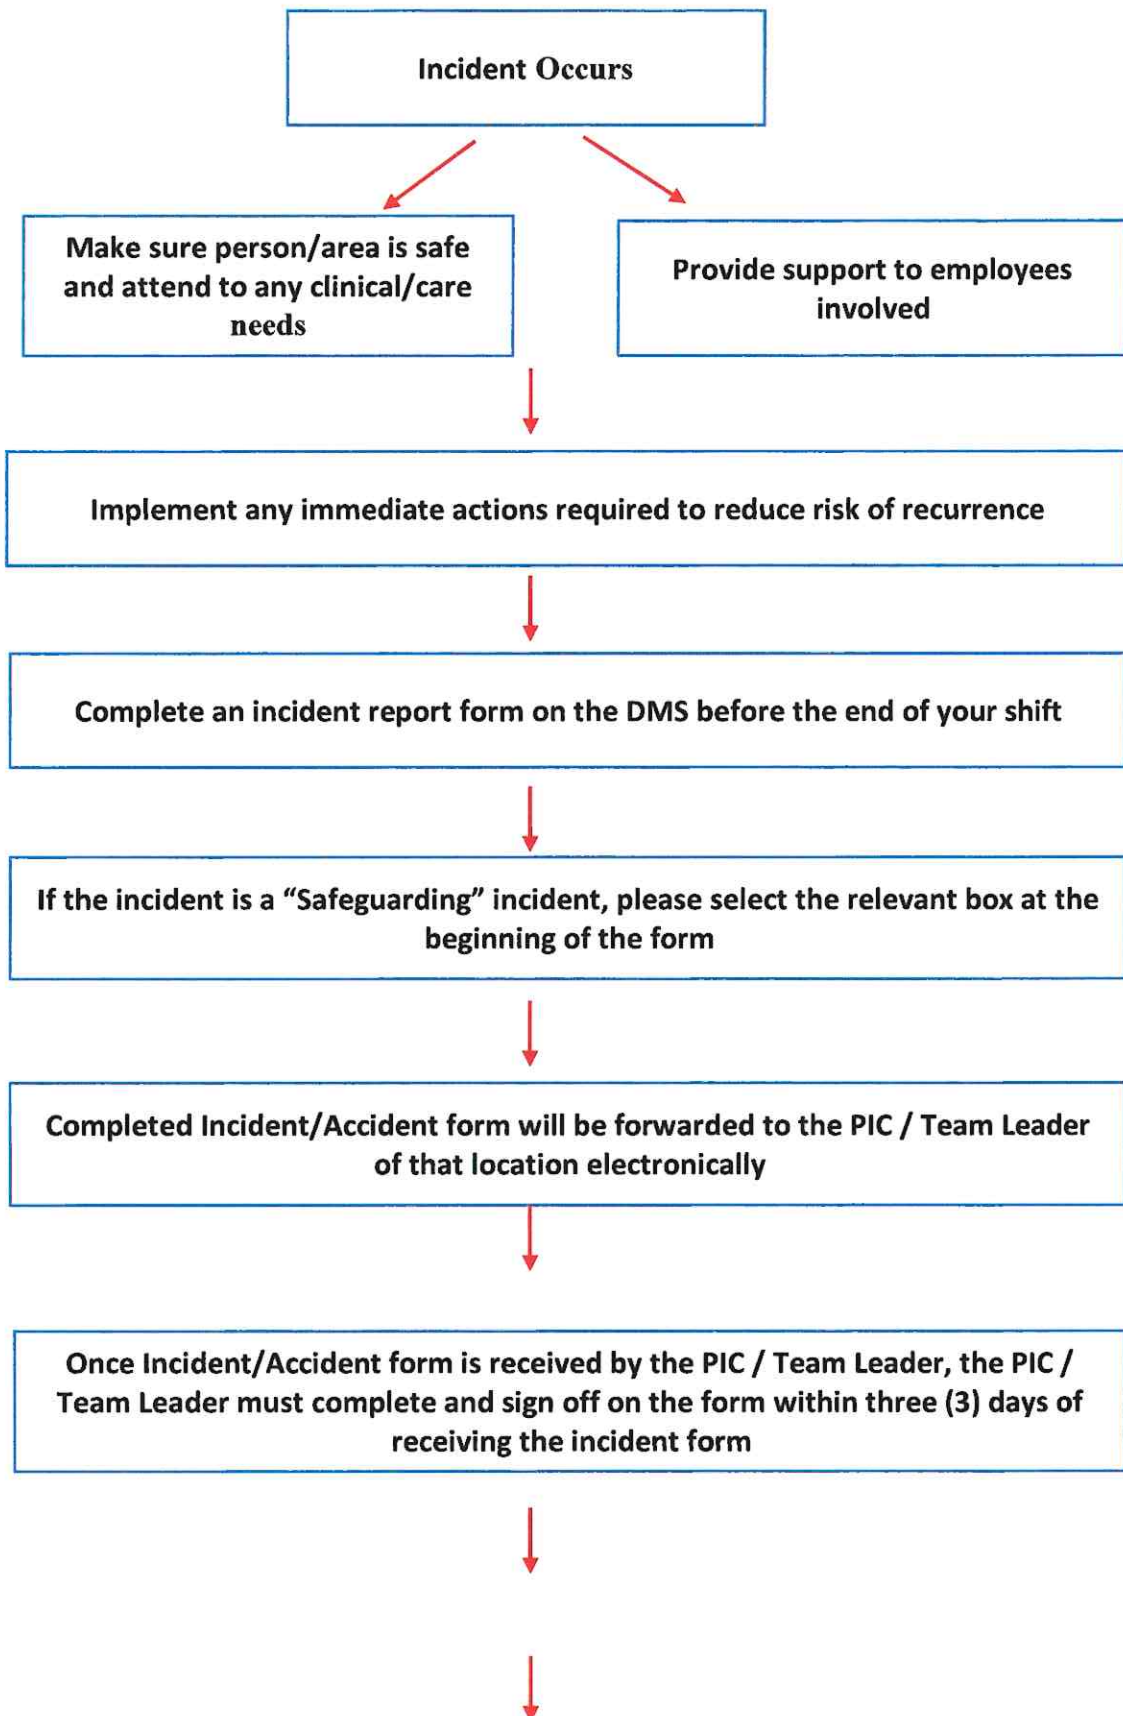 Incident Occurs
Make sure person/area is safe
and attend to any clinical/care
needs
Provide support to employees
involved
Implement any immediate actions required to reduce risk of recurrence
Complete an incident report form on the DMS before the end of your shift
If the incident is a “Safeguarding” incident, please select the relevant box at the
beginning of the form
Completed Incident/Accident form will be forwarded to the PIC / Team Leader
of that location electronically
Once Incident/Accident form is received by the PIC / Team Leader, the PIC /
Team Leader must complete and sign off on the form within three (3) days of
receiving the incident form